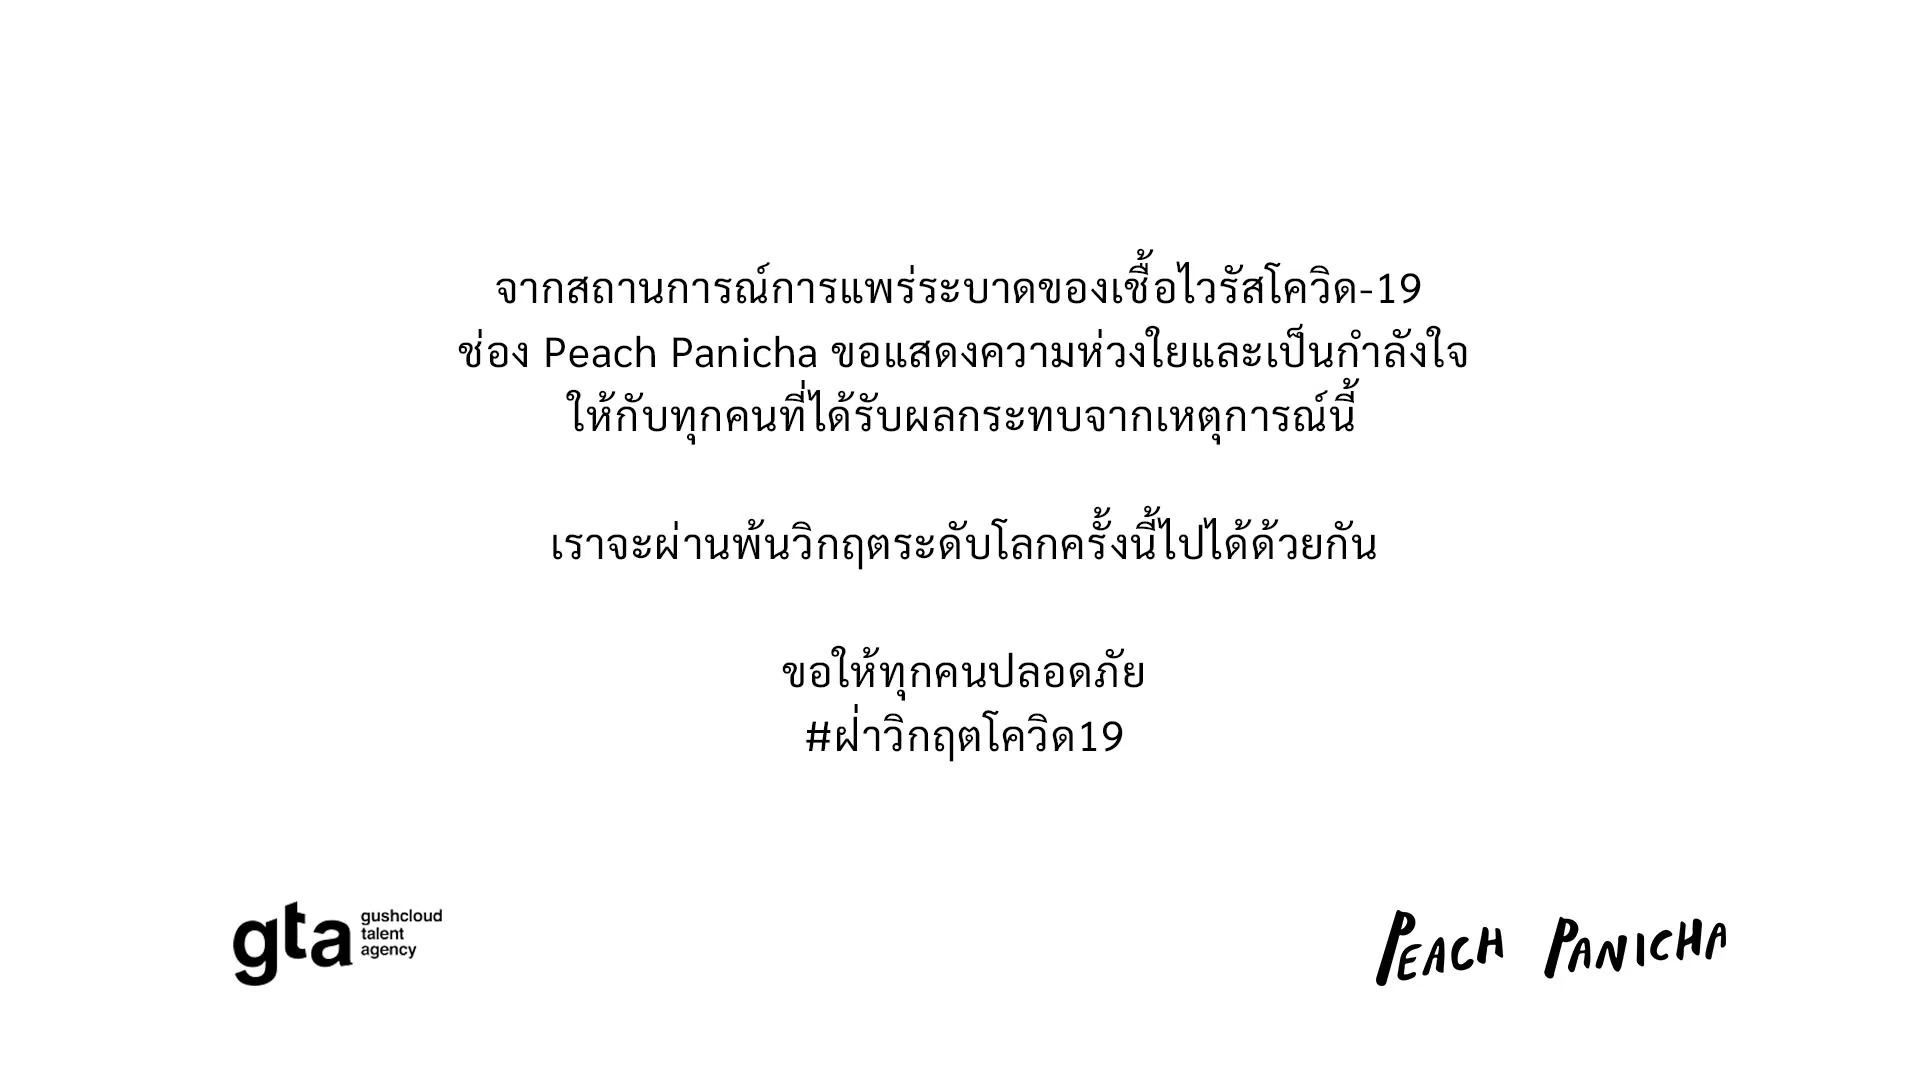 จากสถานการณ์การแพร่ระบาดของเชื้อไวรัสโควิด-19
ช่อง Peach Panicha ขอแสดงความห่วงใยและเป็นกำลังใจ
ให้กับทุกคนที่ได้รับผลกระทบจากเหตุการณ์นี้
เราจะผ่านพ้นวิกฤตระดับโลกครั้งนี้ไปได้ด้วยกัน
ขอให้ทุกคนปลอดภัย
#ฝ่าวิกฤตโควิด19
gta
gushcloud
talent
agency
PEACH PANICHA